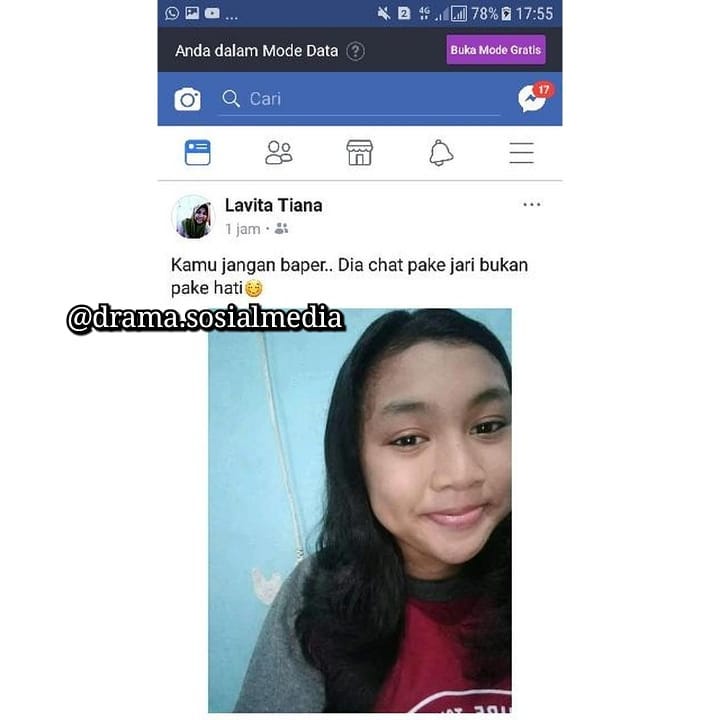 ... 2 4G 78% 17:55
Anda dalam Mode Data ? Buka Mode Gratis
Cari 17
Lavita Tiana ...
1 jam ·
Kamu jangan baper.. Dia chat pake jari bukan
pake hati😌
@drama.sosialmedia